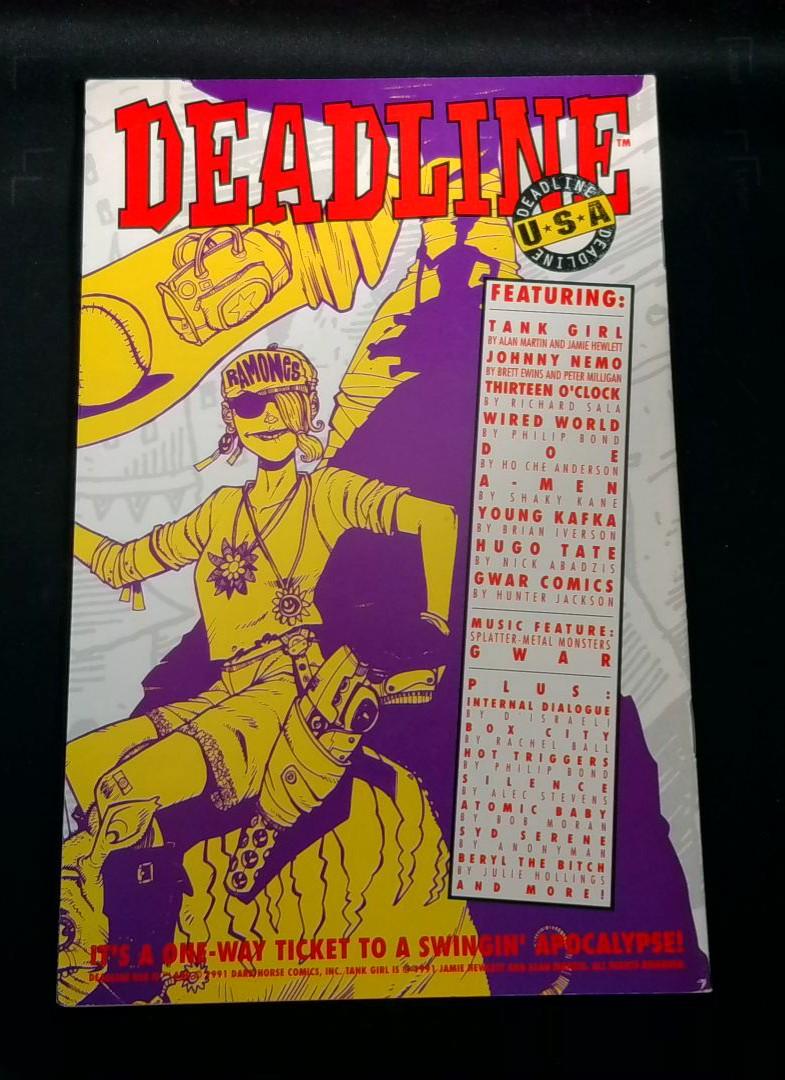 DEADLINE™
DEADLINE
U★S★A
DEADLINE
RAMONES
FEATURING:
TANK GIRL
BY ALAN MARTIN AND JAMIE HEWLETT
JOHNNY NEMO
BY BRETT EWINS AND PETER MILLIGAN
THIRTEEN O'CLOCK
BY RICHARD SALA
WIRED WORLD
BY PHILIP BOND
DOE
BY HO CHE ANDERSON
A-MEN
BY SHAKY KANE
YOUNG KAFKA
BY BRIAN IVERSON
HUGO TATE
BY NICK ABADZIS
GWAR COMICS
BY HUNTER JACKSON
MUSIC FEATURE:
SPLATTER-METAL MONSTERS
GWAR
PLUS:
INTERNAL DIALOGUE
BY D'ISRAELI
BOX CITY
BY RACHEL BALL
HOT TRIGGERS
BY PHILIP BOND
SILENCE
BY ALEC STEVENS
ATOMIC BABY
BY BOB MORAN
SYD SERENE
BY ANONYMAN
BERYL THE BITCH
BY JULIE HOLLINGS
AND MORE!
IT'S A ONE-WAY TICKET TO A SWINGIN' APOCALYPSE!
1991 DARK HORSE COMICS, INC. TANK GIRL IS © 1991 JAMIE HEWLETT AND ALAN MARTIN. ALL RIGHTS RESERVED.